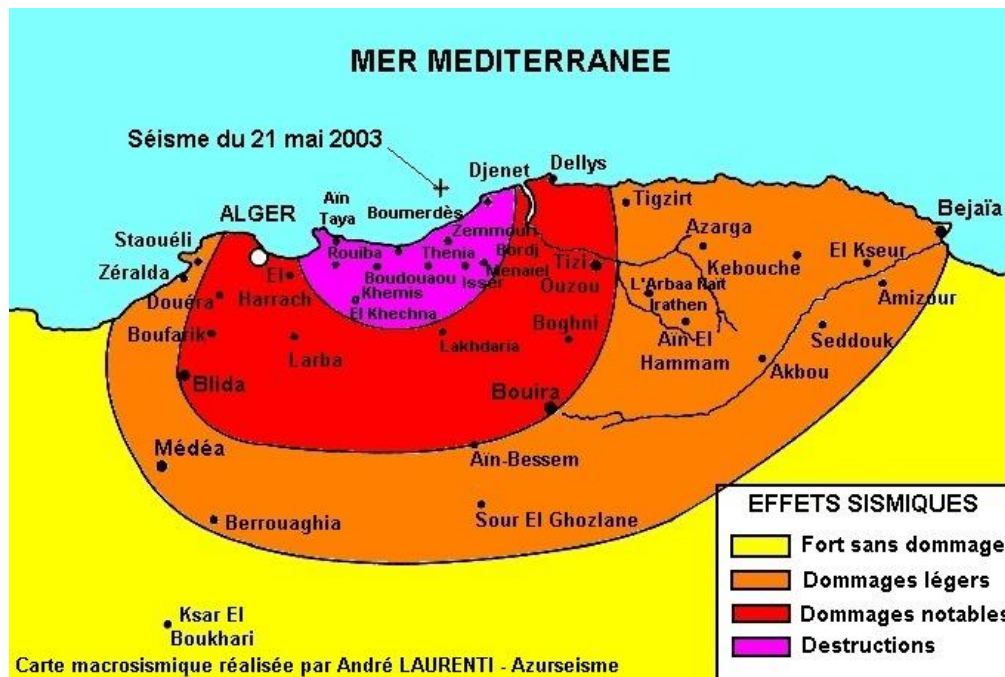 MER MEDITERRANEE
Séisme du 21 mai 2003
Dellys
Djenet
Aïn
Taya
Boumerdès
Tigzirt
ALGER
Zemmouri
Bejaïa
Staouéli
Rouiba
Thenia
Bordj
Azarga
El Kseur
Zéralda
El
Harrach
Boudouaou
Isser
Menaiel
Tizi
Ouzou
Kebouche
Douéra
Khemis
El Khechna
L'Arbaa Naït
Irathen
Amizour
Boufarik
Larba
Lakhdaria
Boghni
Aïn El
Hammam
Seddouk
Akbou
Blida
Bouira
Médéa
Aïn-Bessem
Berrouaghia
Sour El Ghozlane
EFFETS SISMIQUES
Fort sans dommage
Dommages légers
Dommages notables
Destructions
Ksar El
Boukhari
Carte macrosismique réalisée par André LAURENTI - Azurseisme